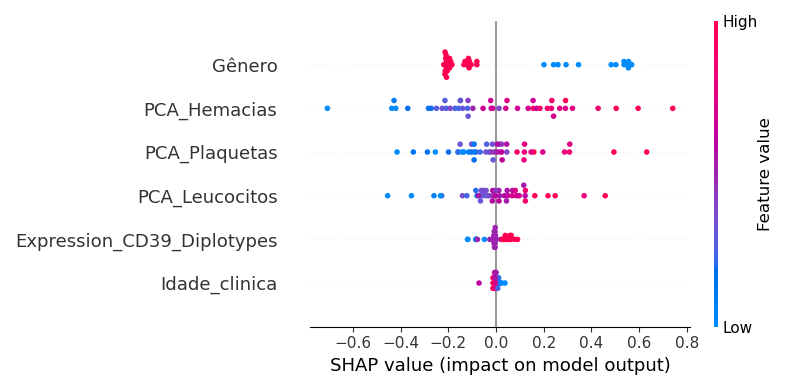 High
Gênero
PCA_Hemacias
PCA_Plaquetas
PCA_Leucocitos
Expression_CD39_Diplotypes
Idade_clinica
Feature value
Low
−0.6 −0.4 −0.2 0.0 0.2 0.4 0.6 0.8
SHAP value (impact on model output)